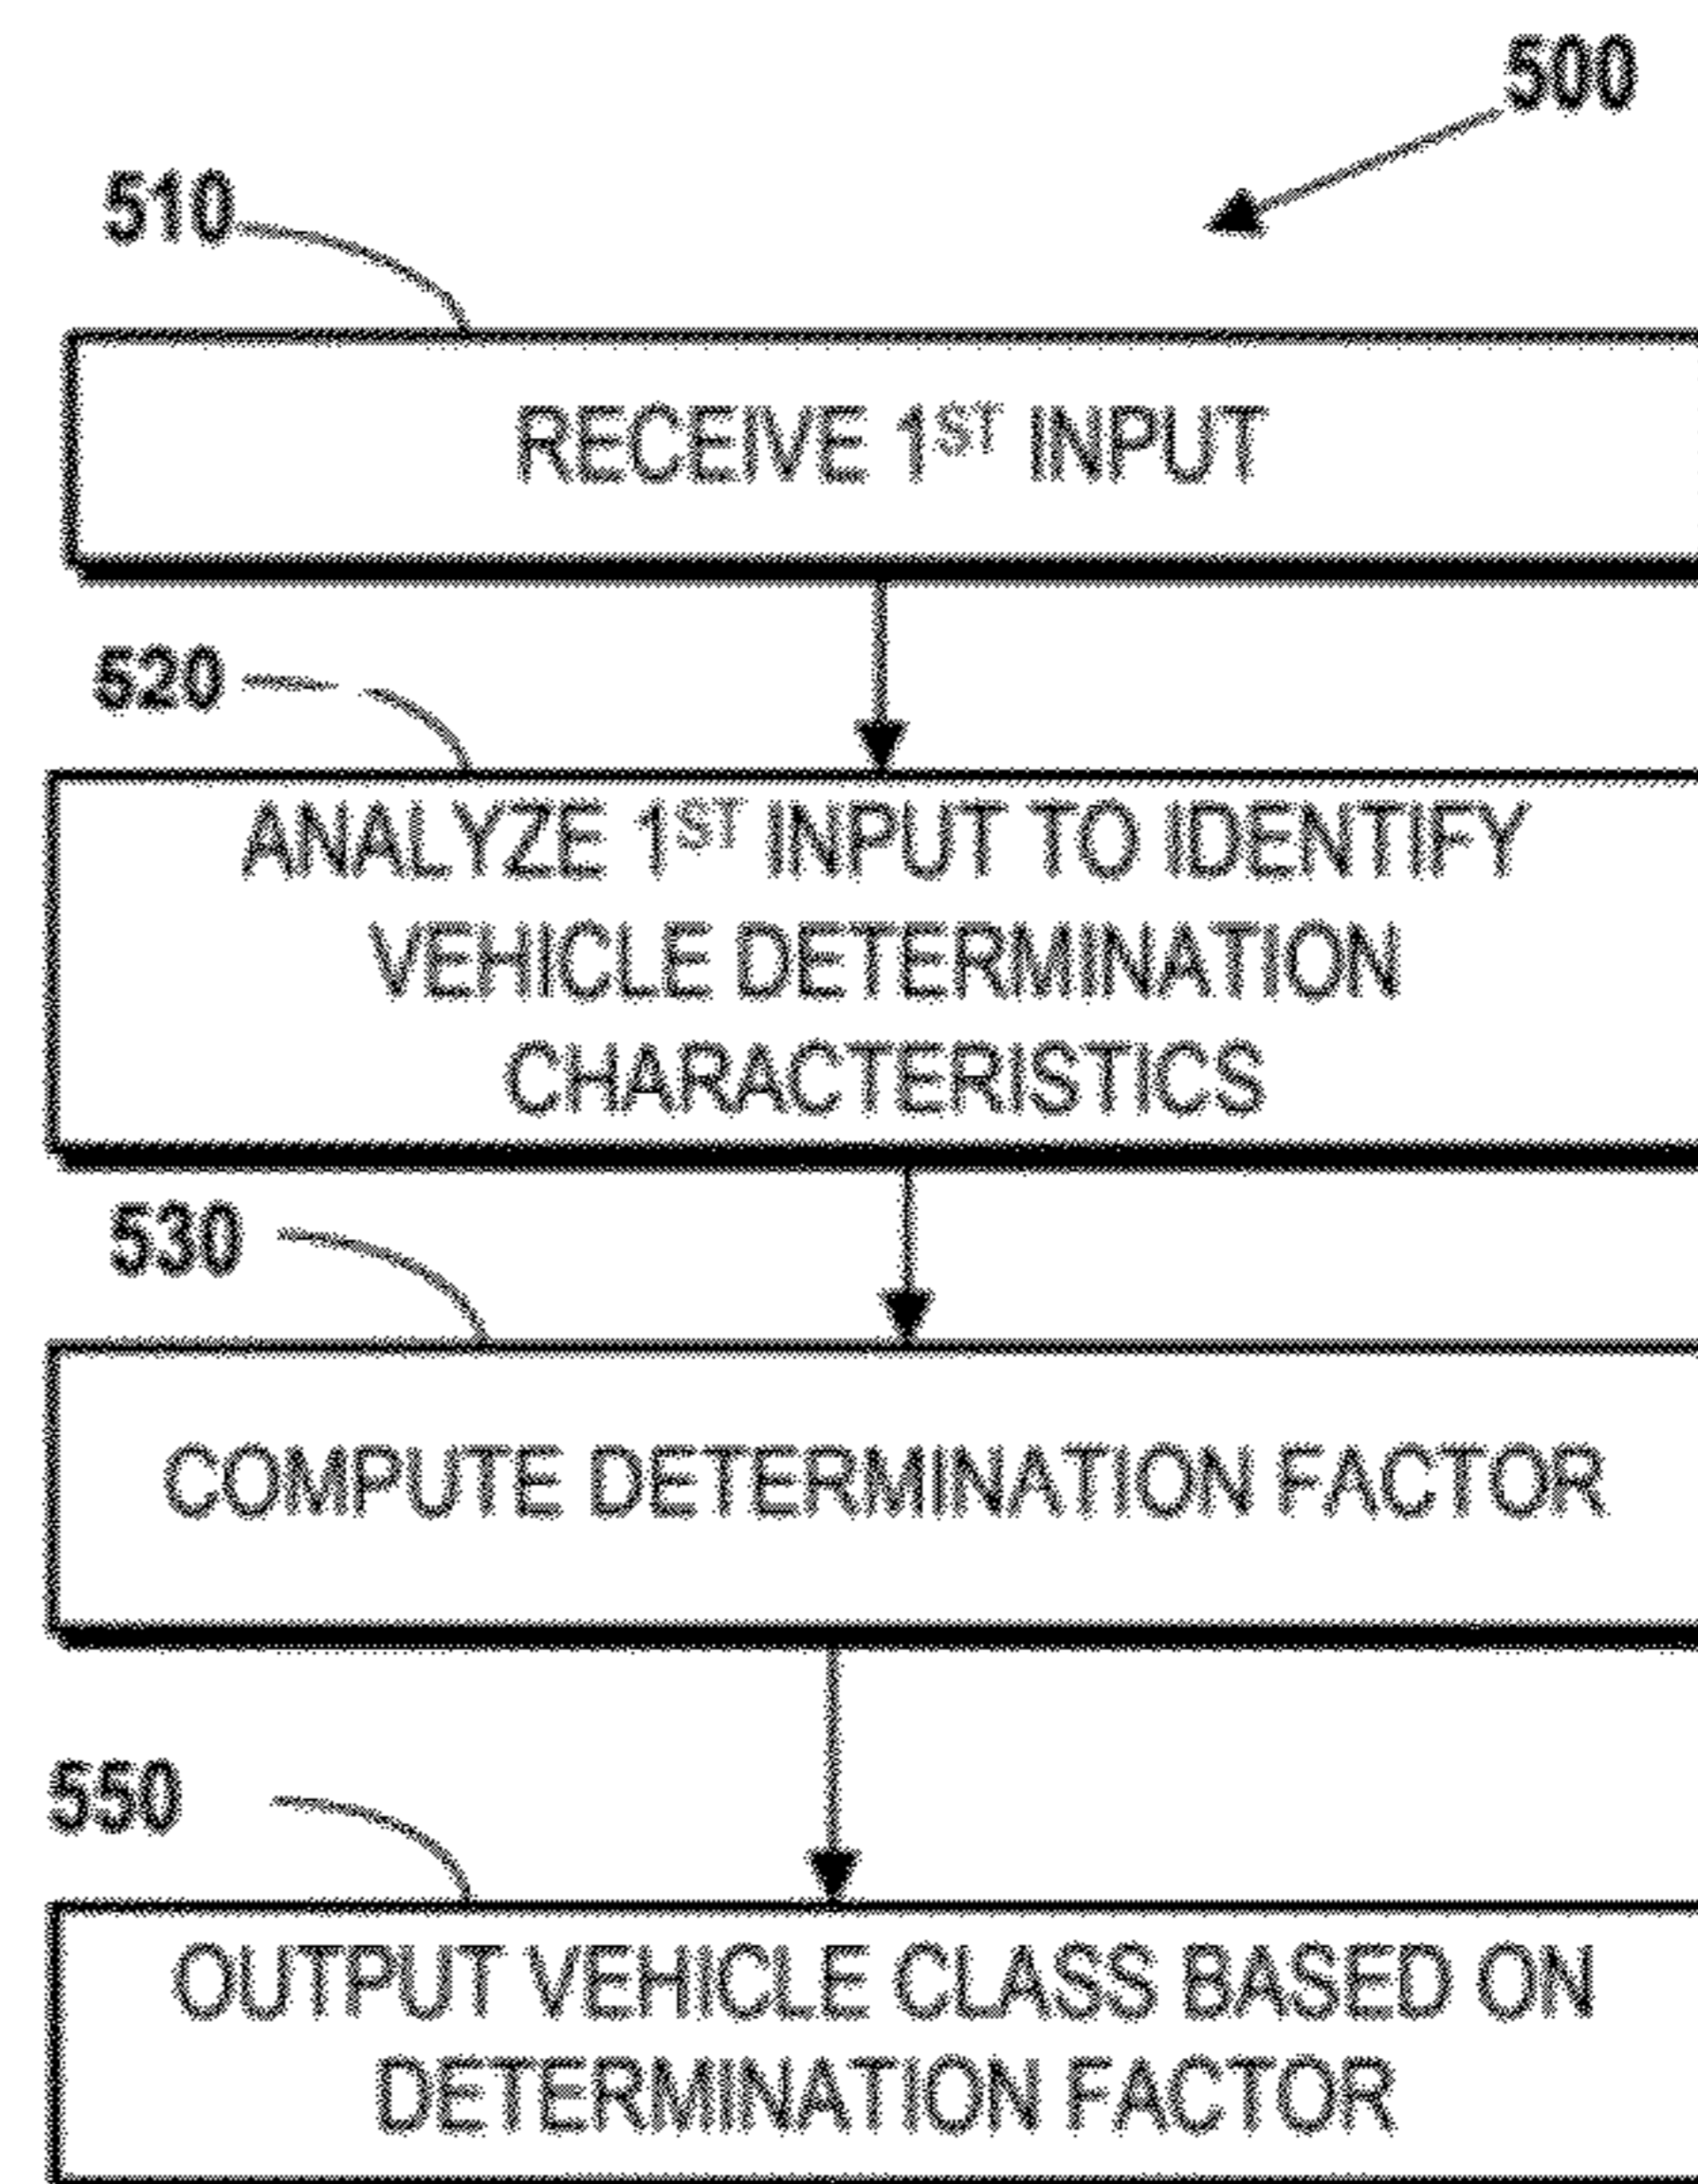 500
510
RECEIVE 1ST INPUT
520
ANALYZE 1ST INPUT TO IDENTIFY
VEHICLE DETERMINATION
CHARACTERISTICS
530
COMPUTE DETERMINATION FACTOR
550
OUTPUT VEHICLE CLASS BASED ON
DETERMINATION FACTOR